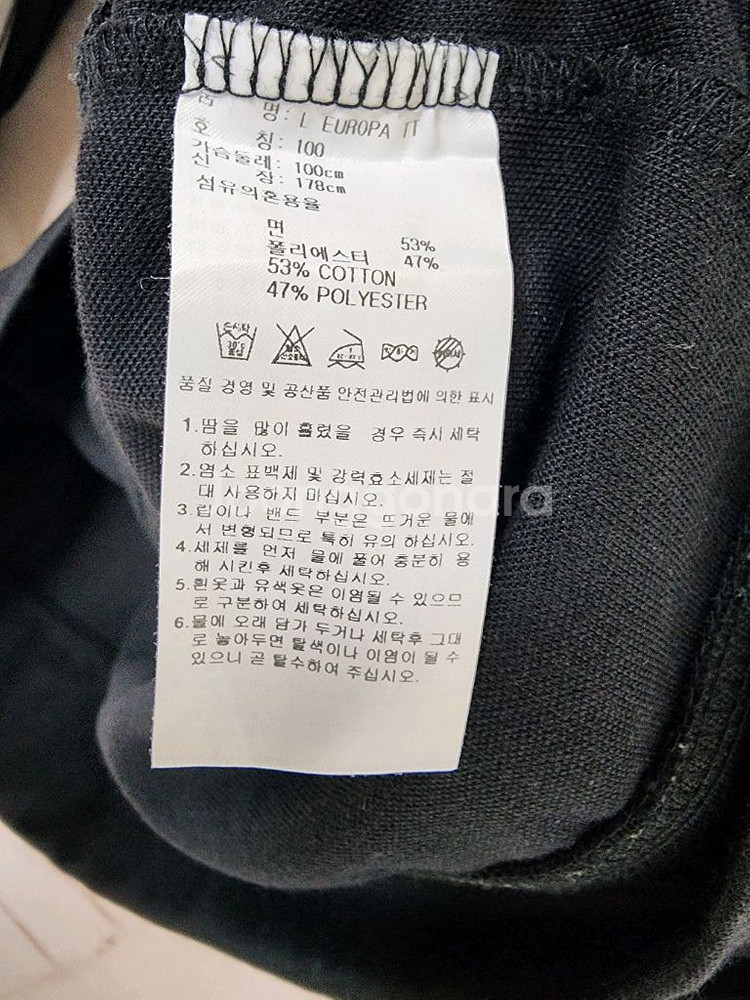 명: L EUROPA TT
호 칭: 100
가슴둘레: 100cm
신 장: 178cm
섬유의혼용율
면 53%
폴리에스터 47%
53% COTTON
47% POLYESTER
손세탁 30℃ 중성
품질 경영 및 공산품 안전관리법에 의한 표시
1.땀을 많이 흘렸을 경우 즉시 세탁
하십시오.
2.염소 표백제 및 강력효소세제는 절
대 사용하지 마십시오.
3.립이나 밴드 부분은 뜨거운 물에
서 변형되므로 특히 유의 하십시오.
4.세제를 먼저 물에 풀어 충분히 용
해 시킨후 세탁하십시오.
5.흰옷과 유색옷은 이염될 수 있으므
로 구분하여 세탁하십시오.
6.물에 오래 담가 두거나 세탁후 그대
로 놓아두면 탈색이나 이염이 될 수
있으니 곧 탈수하여 주십시오.